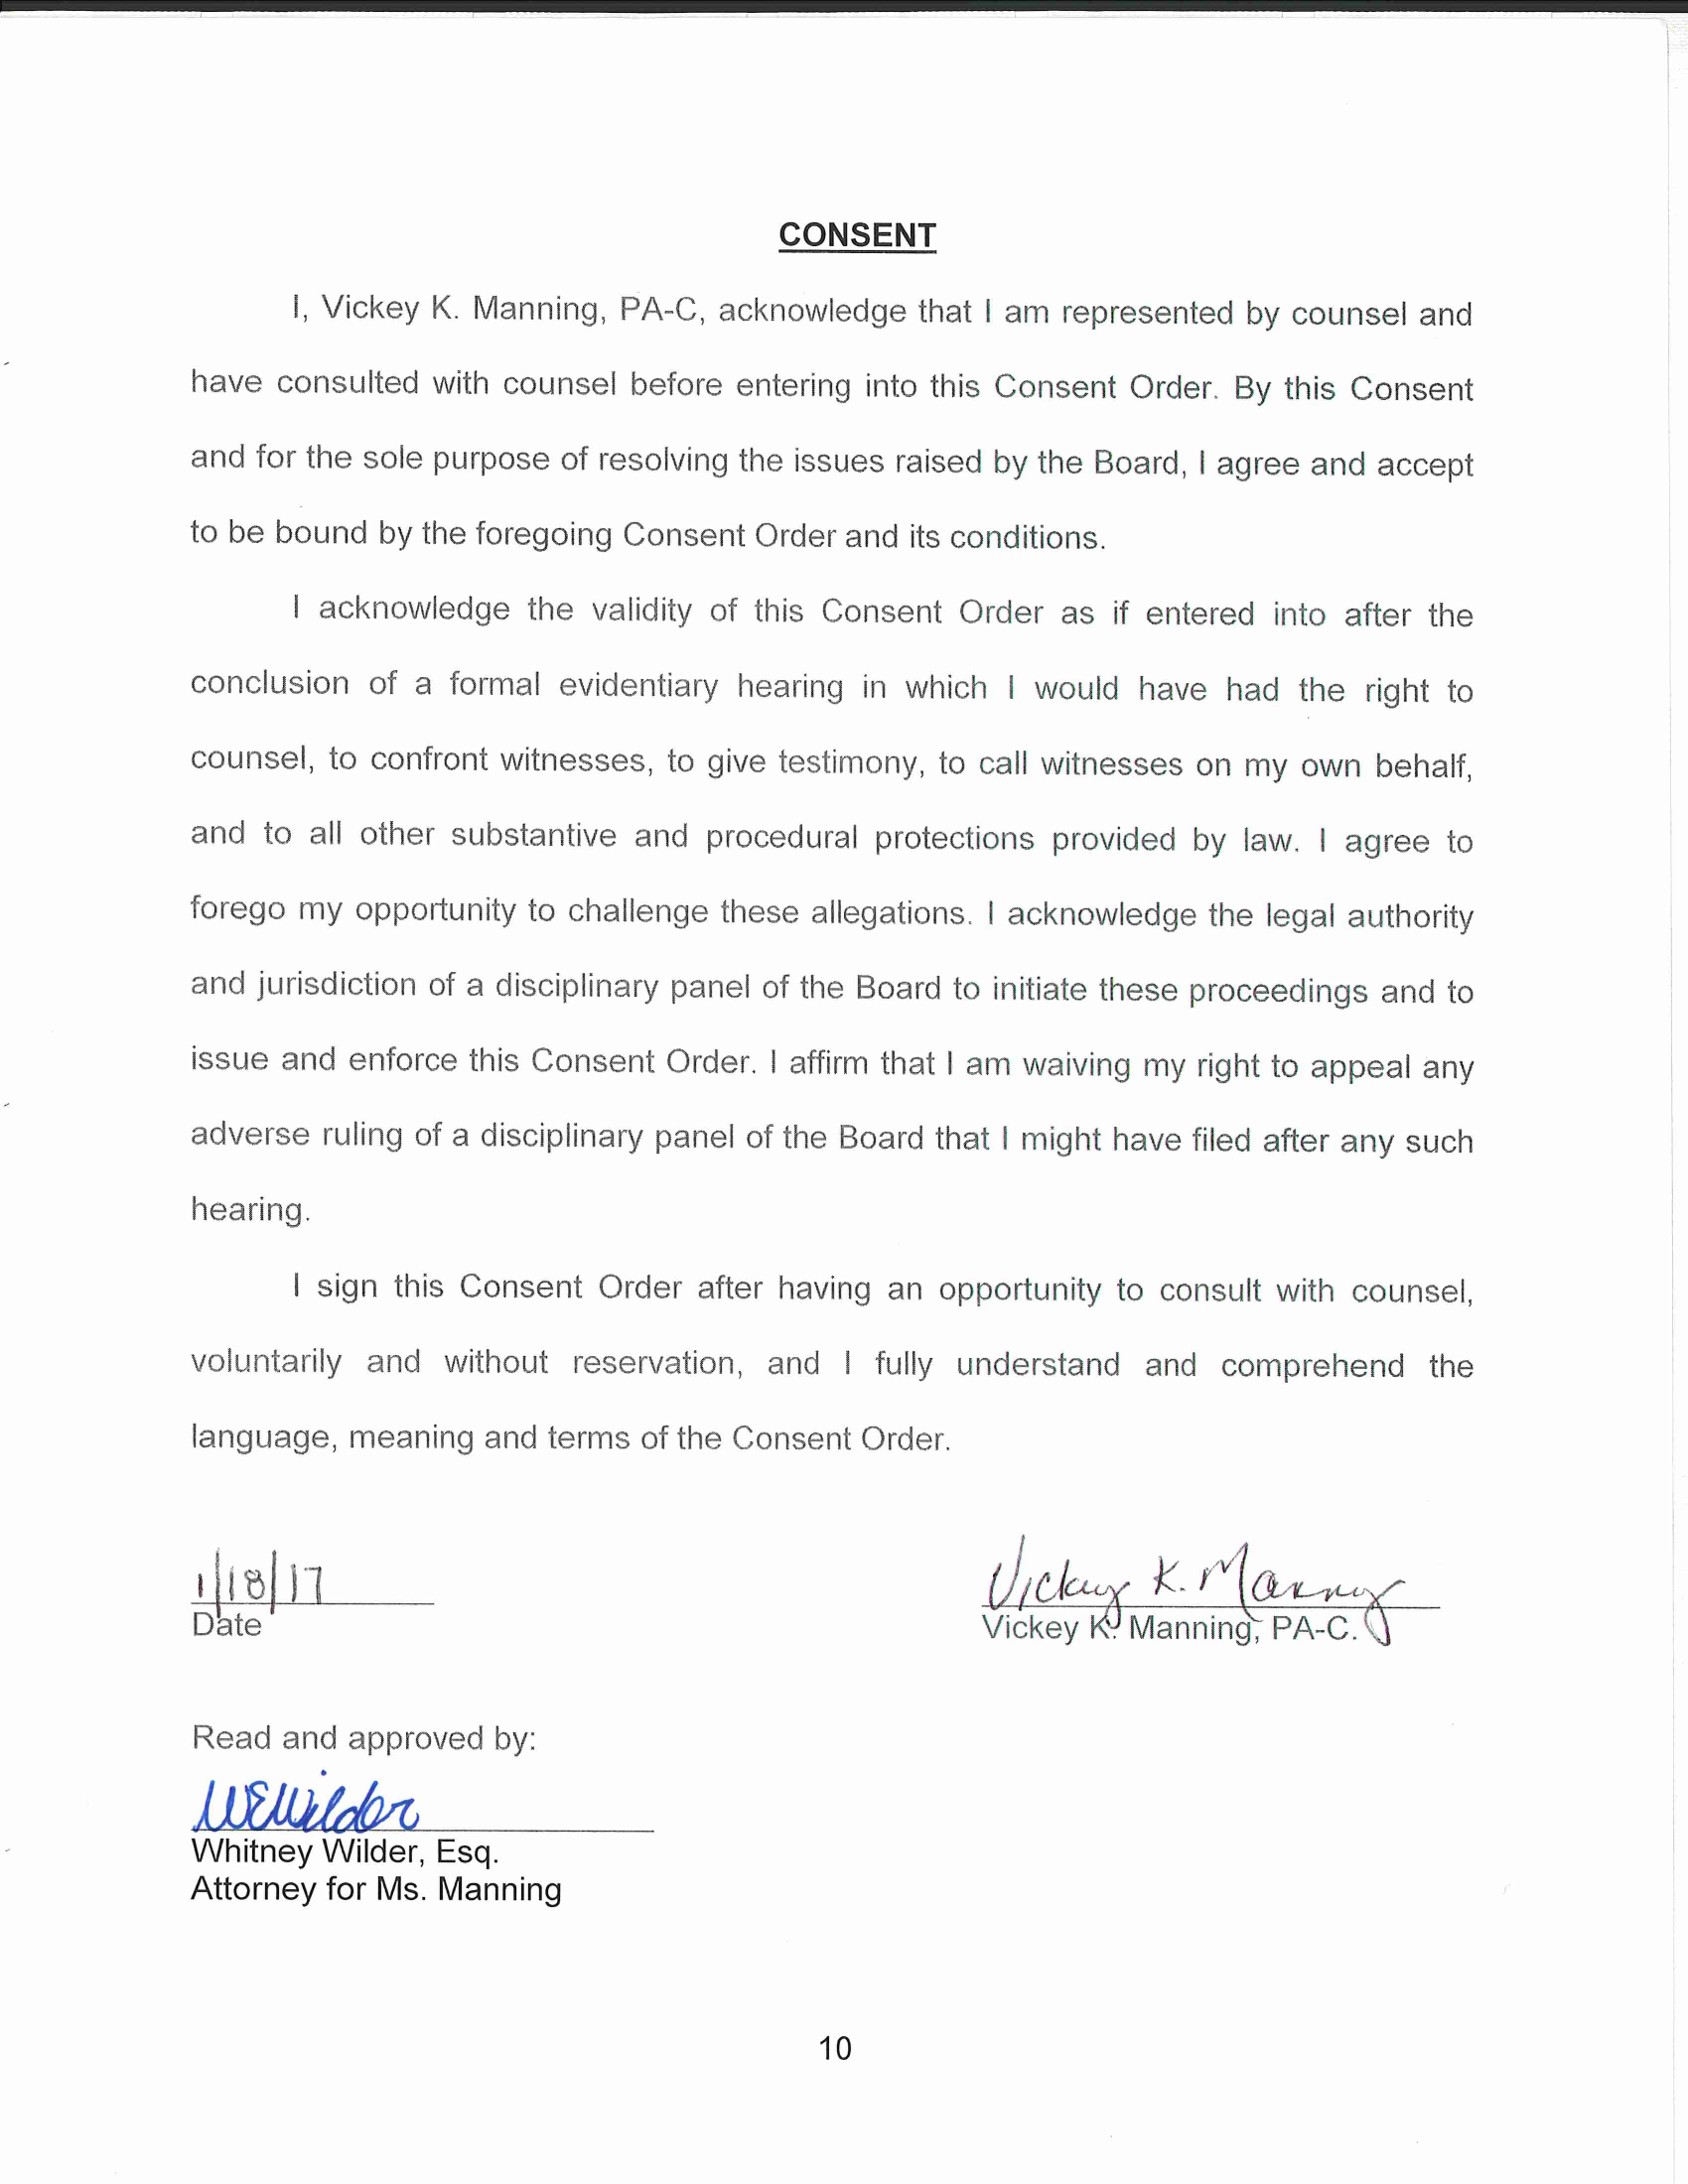 CONSENT
I, Vickey K. Manning, PA-C, acknowledge that I am represented by counsel and
have consulted with counsel before entering into this Consent Order. By this Consent
and for the sole purpose of resolving the issues raised by the Board, I agree and accept
to be bound by the foregoing Consent Order and its conditions.
I acknowledge the validity of this Consent Order as if entered into after the
conclusion of a formal evidentiary hearing in which I would have had the right to
counsel, to confront witnesses, to give testimony, to call witnesses on my own behalf,
and to all other substantive and procedural protections provided by law. I agree to
forego my opportunity to challenge these allegations. I acknowledge the legal authority
and jurisdiction of a disciplinary panel of the Board to initiate these proceedings and to
issue and enforce this Consent Order. I affirm that I am waiving my right to appeal any
adverse ruling of a disciplinary panel of the Board that I might have filed after any such
hearing.
I sign this Consent Order after having an opportunity to consult with counsel,
voluntarily and without reservation, and I fully understand and comprehend the
language, meaning and terms of the Consent Order.
1/18/17
Date
Vickey K. Manning
Vickey K. Manning, PA-C.
Read and approved by:
WEWilder
Whitney Wilder, Esq.
Attorney for Ms. Manning
10